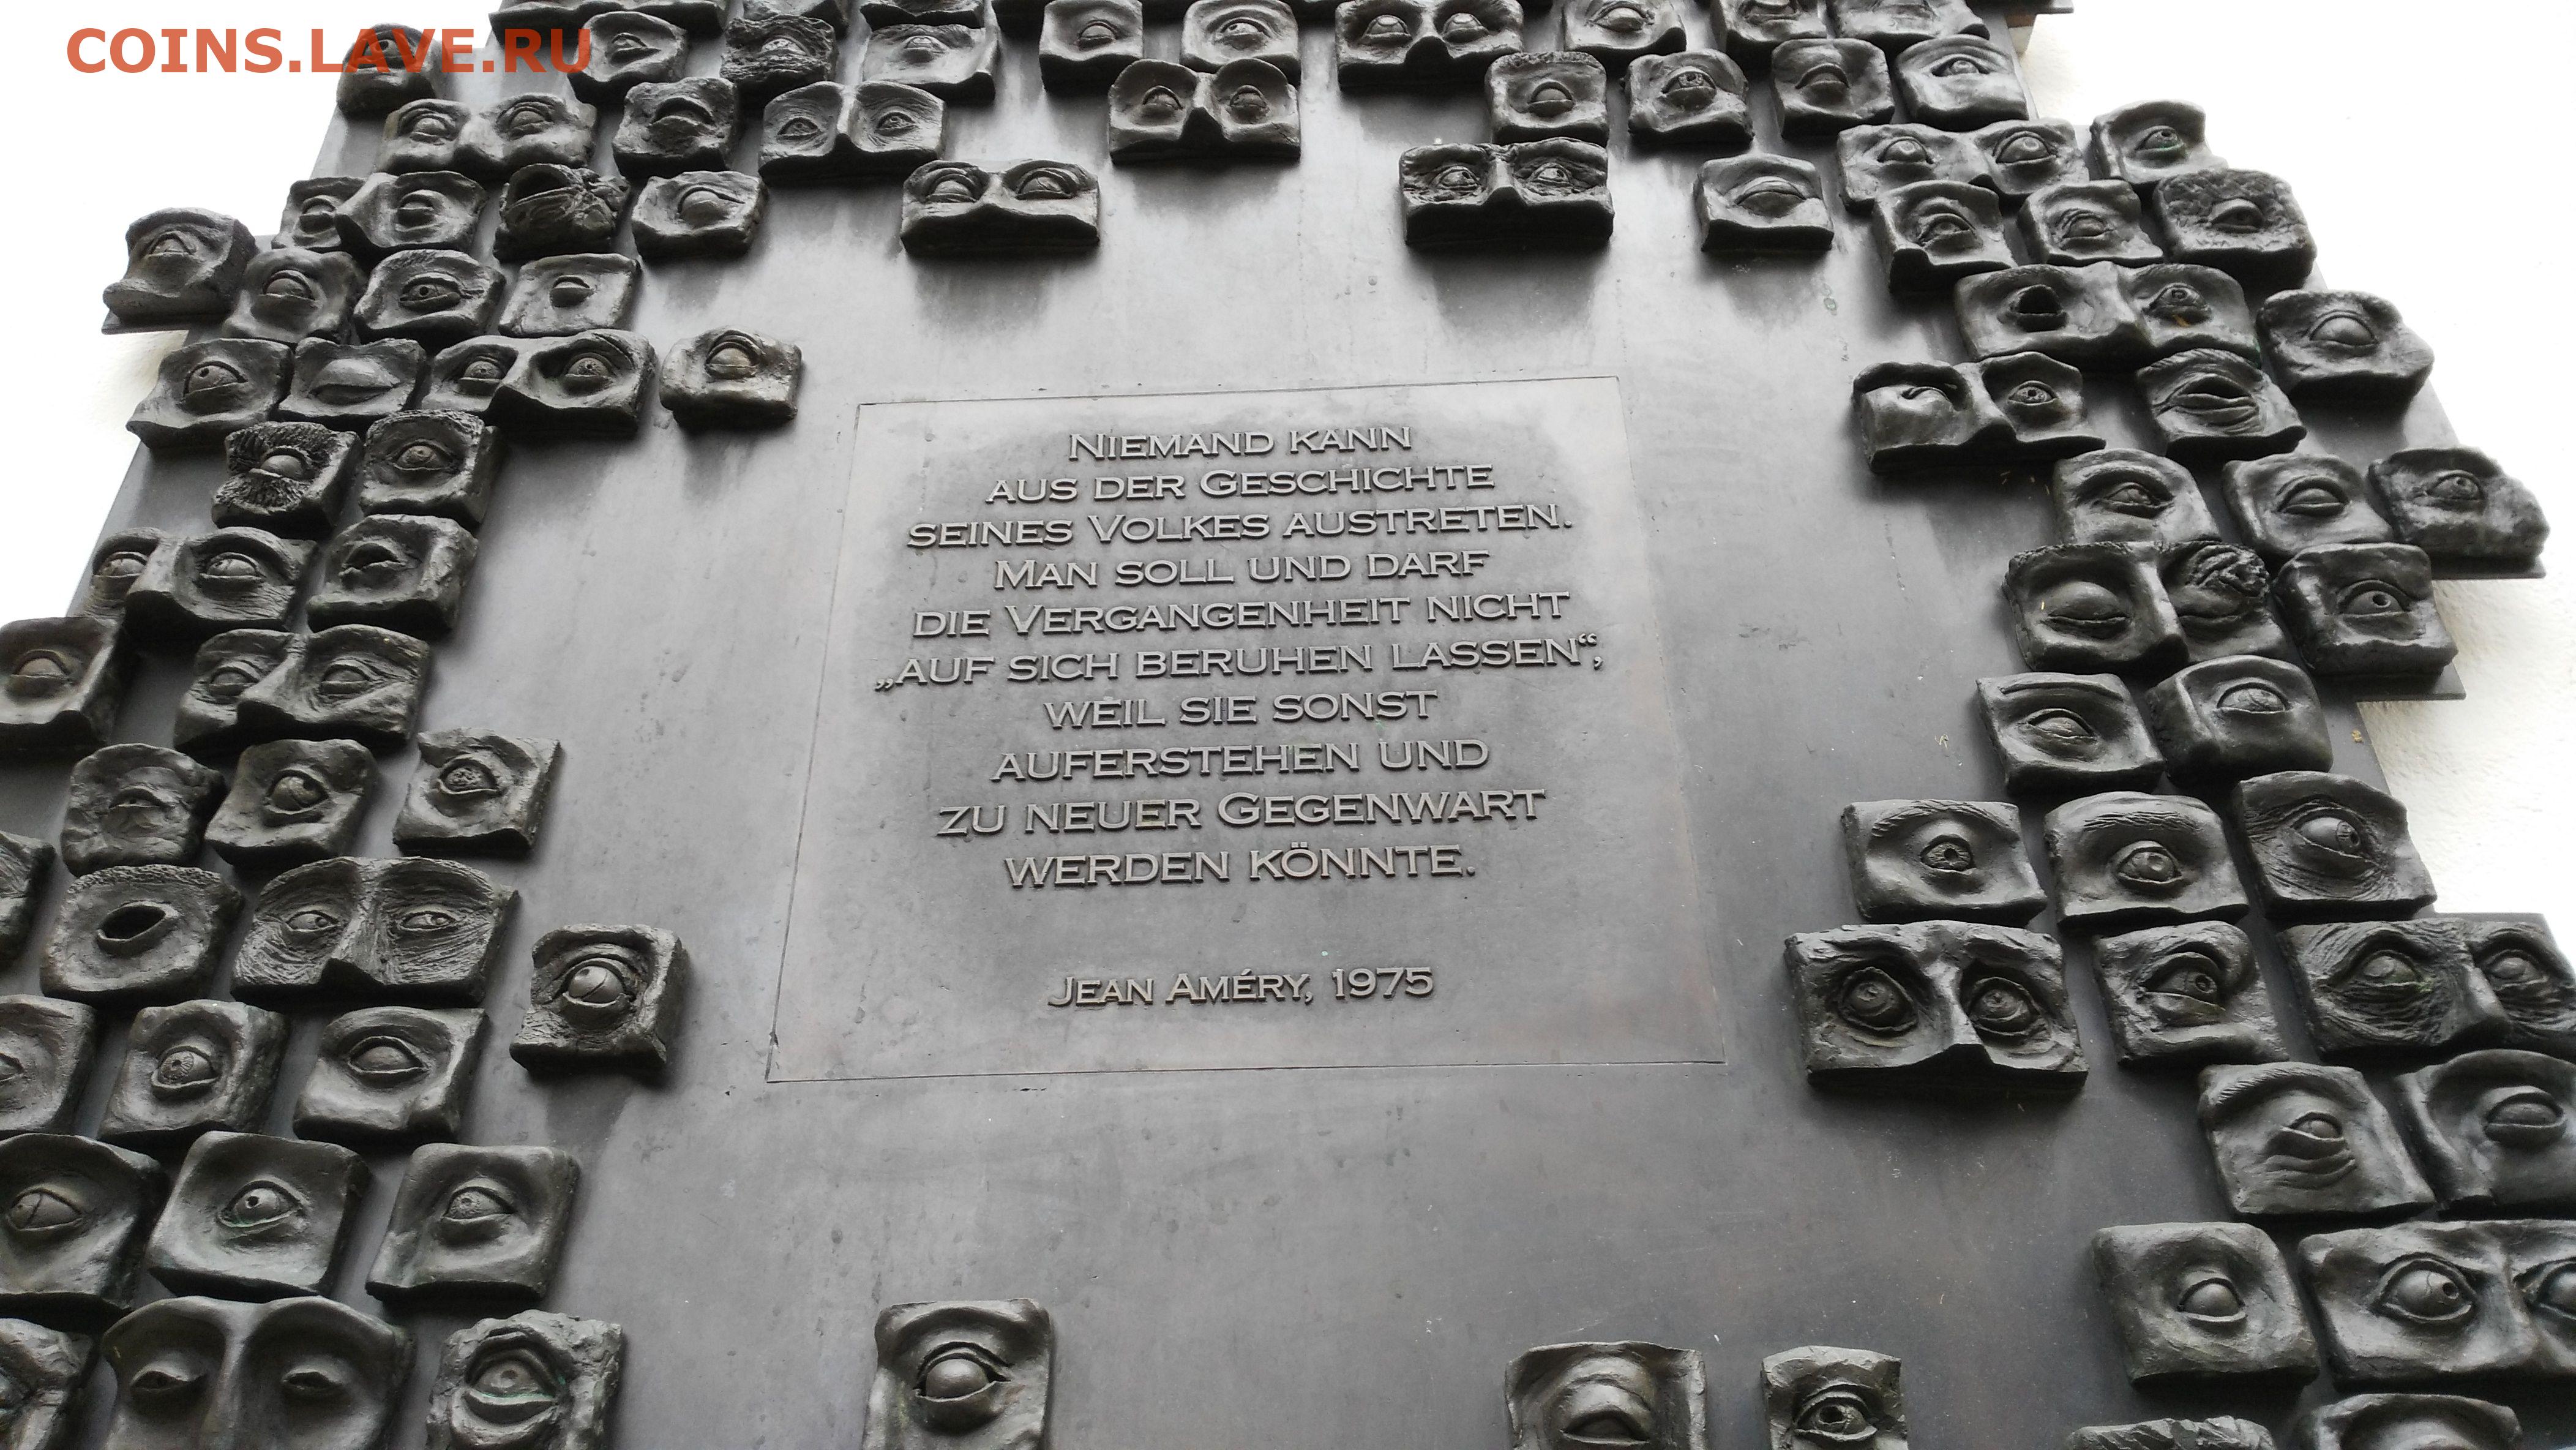 COINS.LAVE.RU
NIEMAND KANN
AUS DER GESCHICHTE
SEINES VOLKES AUSTRETEN.
MAN SOLL UND DARF
DIE VERGANGENHEIT NICHT
„AUF SICH BERUHEN LASSEN“,
WEIL SIE SONST
AUFERSTEHEN UND
ZU NEUER GEGENWART
WERDEN KÖNNTE.
JEAN AMÉRY, 1975